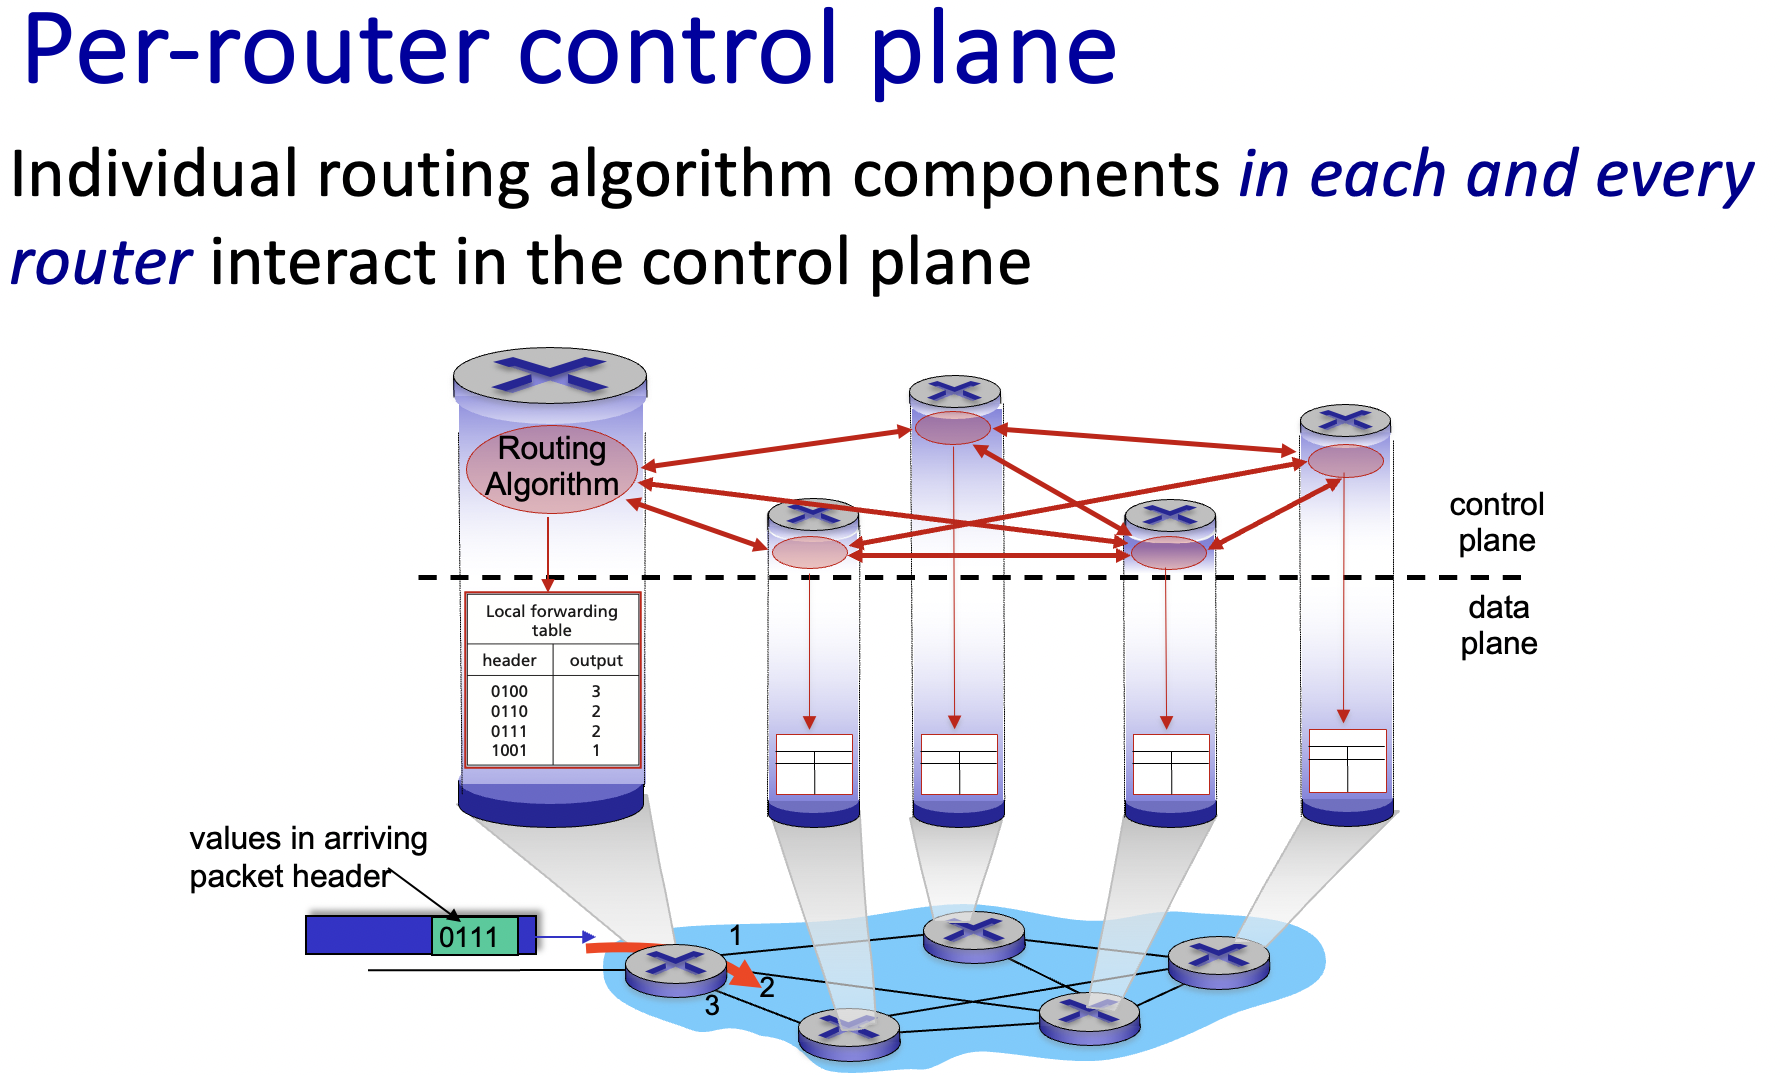 Per-router control plane
Individual routing algorithm components in each and every
router interact in the control plane
Routing
Algorithm
control
plane
data
plane
Local forwarding
table
header output
0100 3
0110 2
0111 2
1001 1
values in arriving
packet header
0111
1
2
3